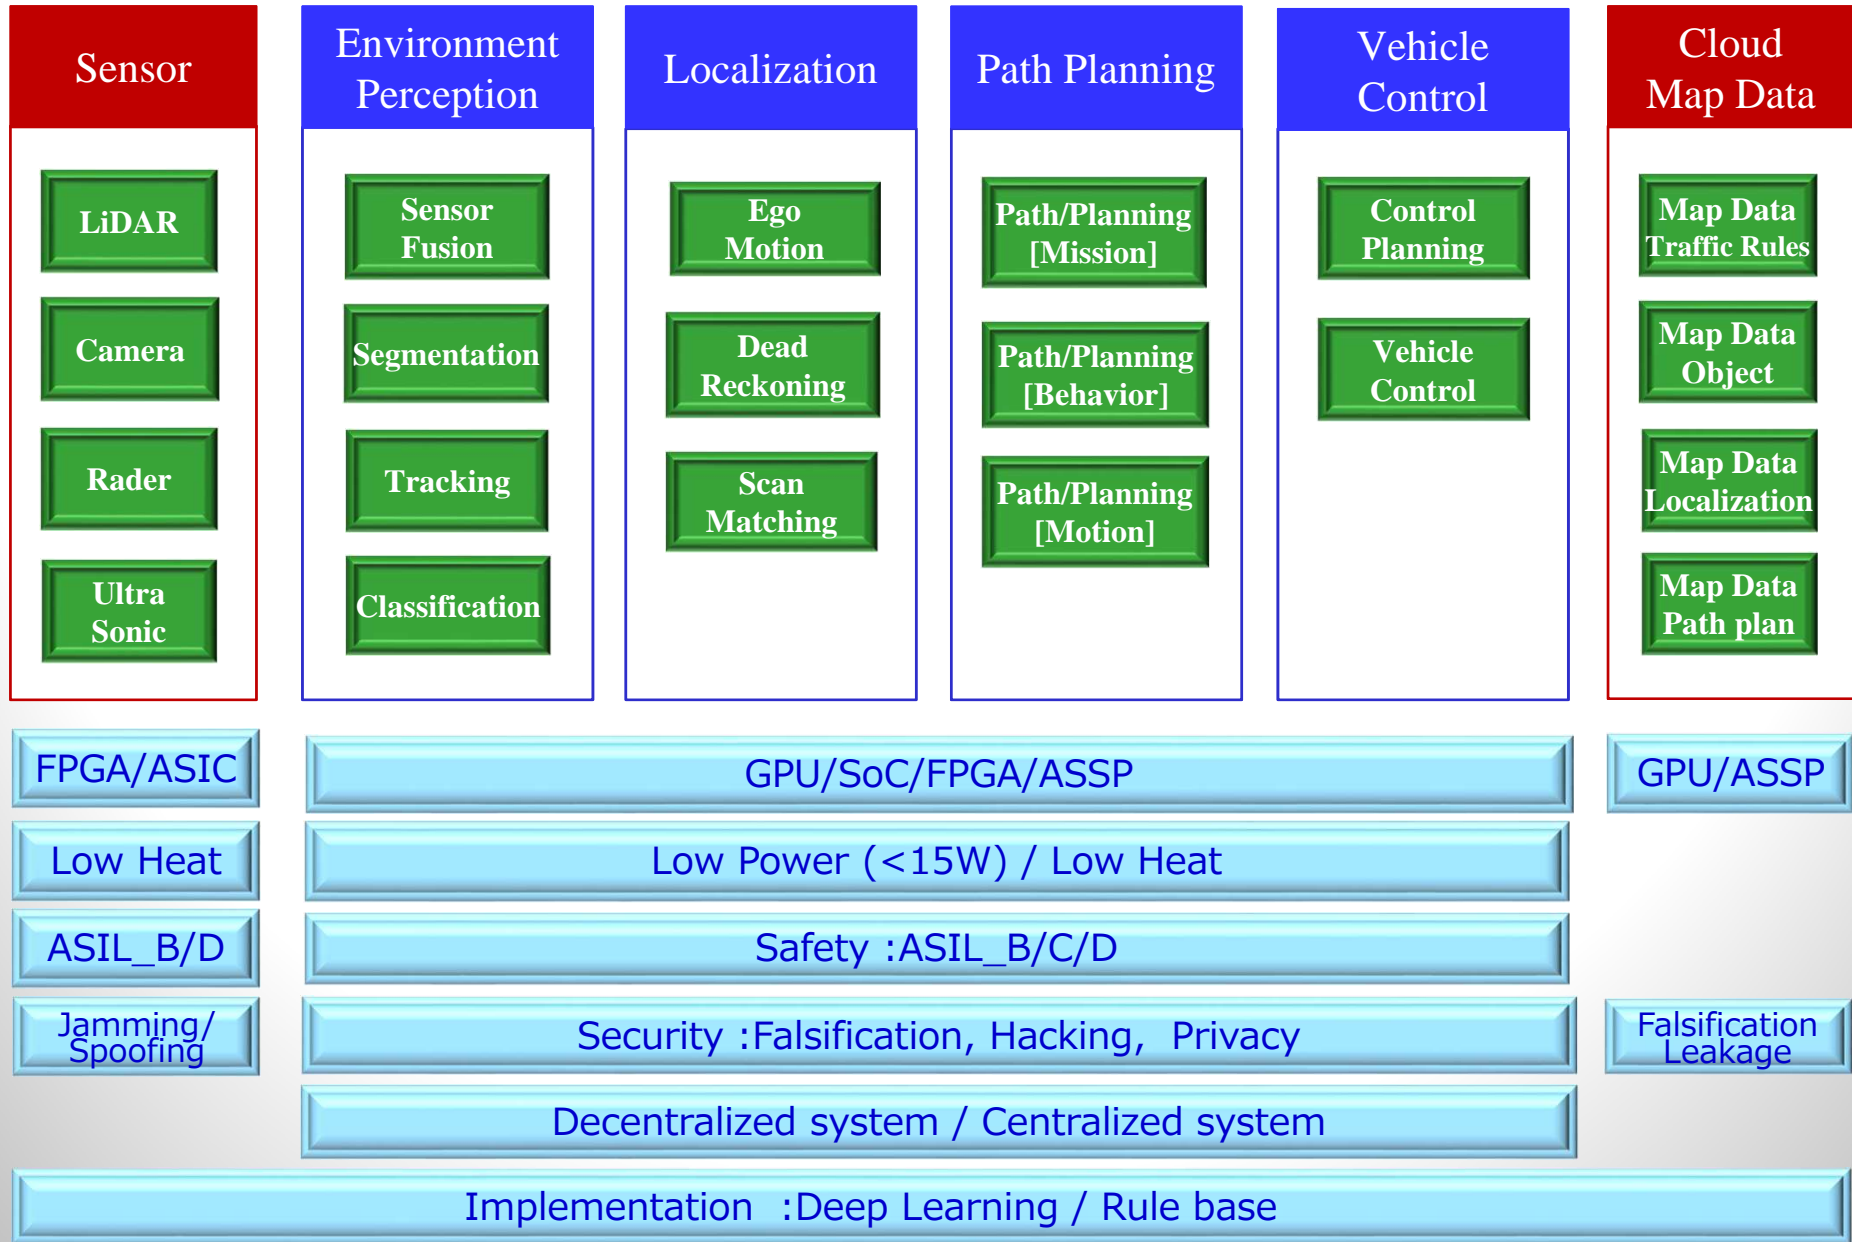 Sensor
LiDAR
Camera
Rader
Ultra
Sonic
Environment
Perception
Sensor
Fusion
Segmentation
Tracking
Classification
Localization
Ego
Motion
Dead
Reckoning
Scan
Matching
Path Planning
Path/Planning
[Mission]
Path/Planning
[Behavior]
Path/Planning
[Motion]
Vehicle
Control
Control
Planning
Vehicle
Control
Cloud
Map Data
Map Data
Traffic Rules
Map Data
Object
Map Data
Localization
Map Data
Path plan
FPGA/ASIC
GPU/SoC/FPGA/ASSP
GPU/ASSP
Low Heat
Low Power (<15W) / Low Heat
ASIL_B/D
Safety :ASIL_B/C/D
Jamming/
Spoofing
Security :Falsification, Hacking, Privacy
Falsification
Leakage
Decentralized system / Centralized system
Implementation :Deep Learning / Rule base